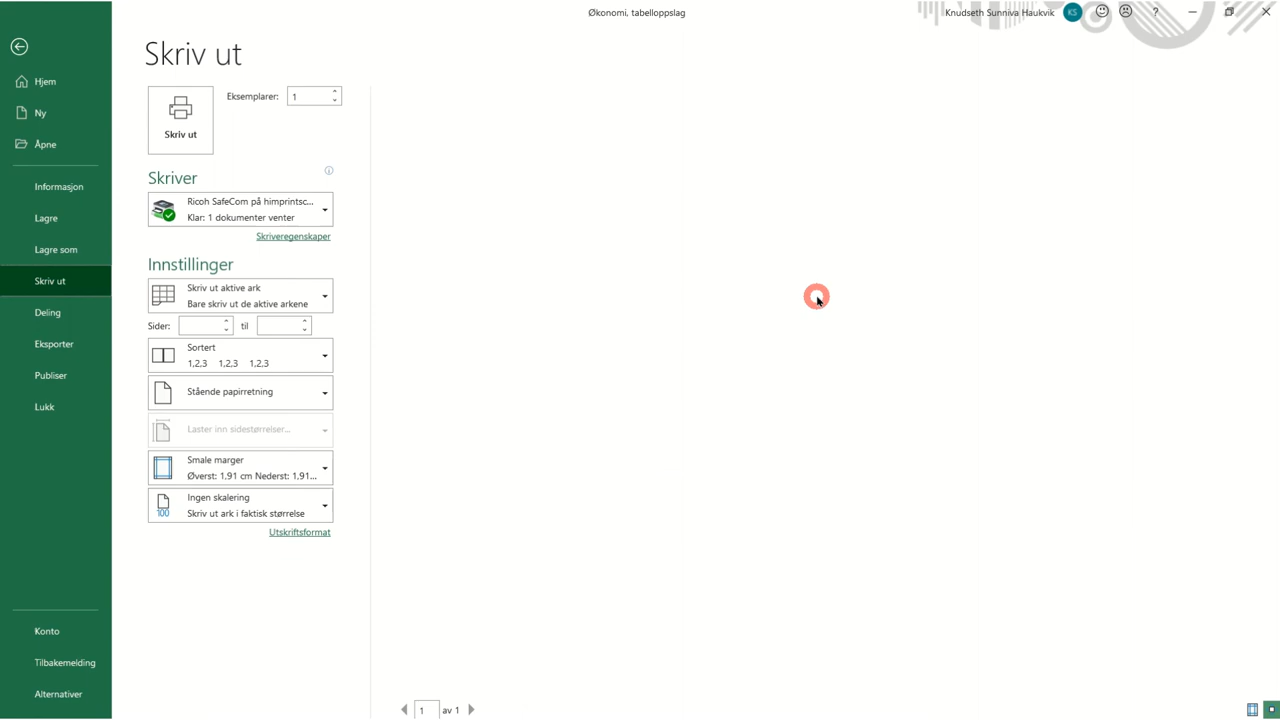 Økonomi, tabelloppslag
Knudseth Sunniva Haukvik
KS
?
Hjem
Ny
Åpne
Informasjon
Lagre
Lagre som
Skriv ut
Deling
Eksporter
Publiser
Lukk
Konto
Tilbakemelding
Alternativer
Skriv ut
Skriv ut
Eksemplarer: 1
Skriver
Ricoh SafeCom på himprintsc...
Klar: 1 dokumenter venter
Skriveregenskaper
Innstillinger
Skriv ut aktive ark
Bare skriv ut de aktive arkene
Sider: til
Sortert
1,2,3 1,2,3 1,2,3
Stående papirretning
Laster inn sidestørrelser...
Smale marger
Øverst: 1,91 cm Nederst: 1,91...
Ingen skalering
100
Skriv ut ark i faktisk størrelse
Utskriftsformat
1 av 1